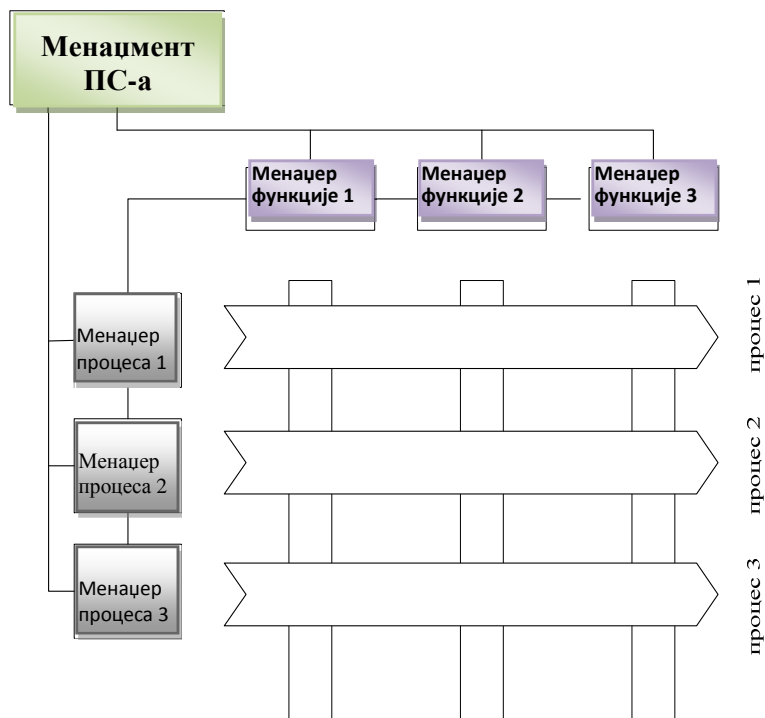 Менаџмент
ПС-а
Менаџер
функције 1
Менаџер
функције 2
Менаџер
функције 3
Менаџер
процеса 1
Менаџер
процеса 2
Менаџер
процеса 3
процес 1
процес 2
процес 3